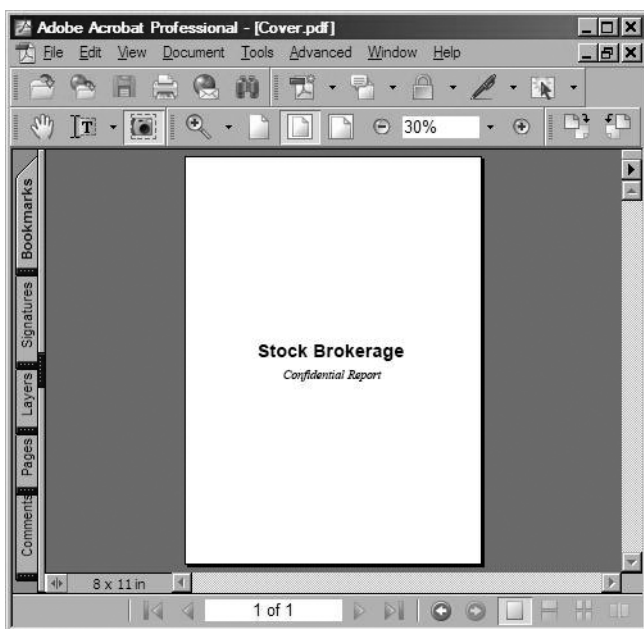 Adobe Acrobat Professional - [Cover.pdf]
File Edit View Document Tools Advanced Window Help
T 30%
Bookmarks
Signatures
Layers
Pages
Comments
Stock Brokerage
Confidential Report
8 x 11 in
1 of 1